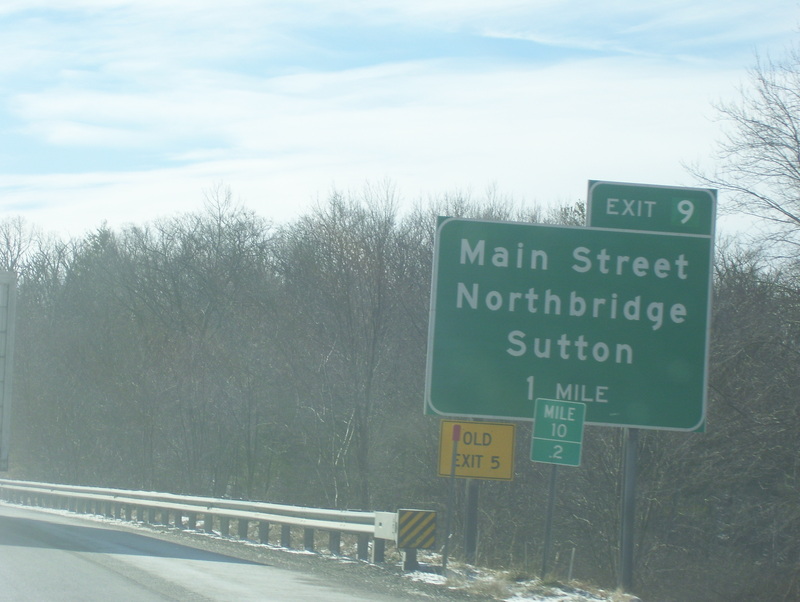 EXIT 9
Main Street
Northbridge
Sutton
1 MILE
MILE
10
.2
OLD
EXIT 5